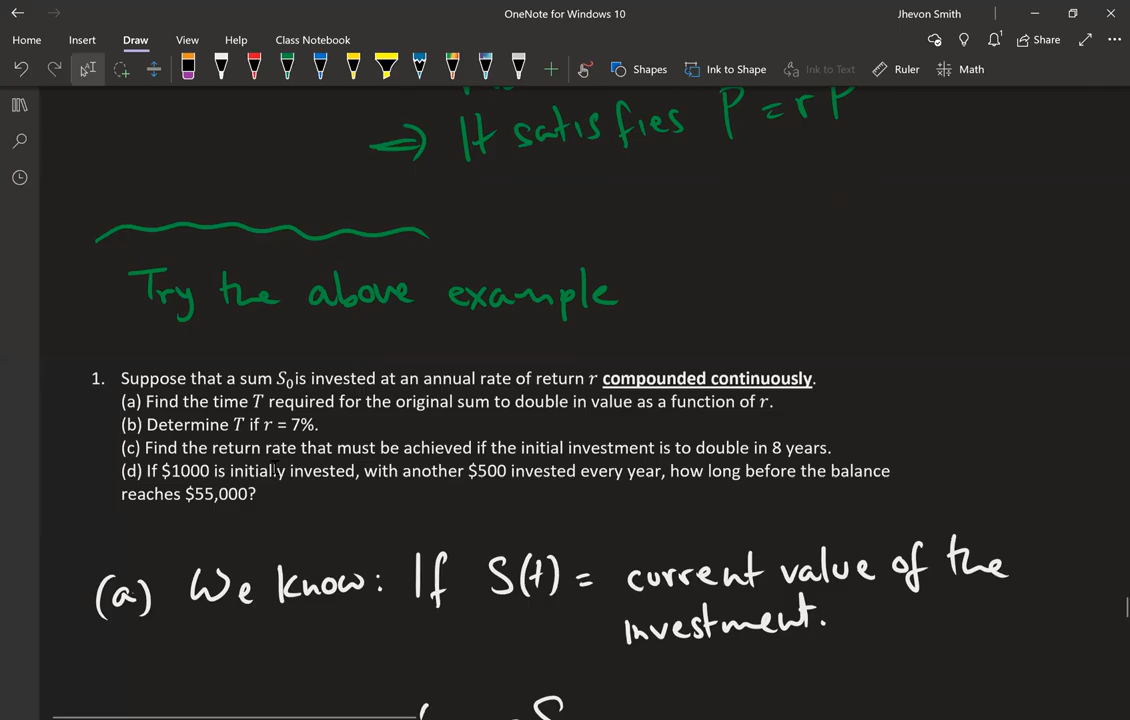 OneNote for Windows 10
Jhevon Smith
Home Insert Draw View Help Class Notebook
Share
Shapes Ink to Shape Ink to Text Ruler Math
⇒ It satisfies P = rP
Try the above example
1. Suppose that a sum S₀ is invested at an annual rate of return r compounded continuously.
(a) Find the time T required for the original sum to double in value as a function of r.
(b) Determine T if r = 7%.
(c) Find the return rate that must be achieved if the initial investment is to double in 8 years.
(d) If $1000 is initially invested, with another $500 invested every year, how long before the balance
reaches $55,000?
(a) We know: If S(t) = current value of the
investment.